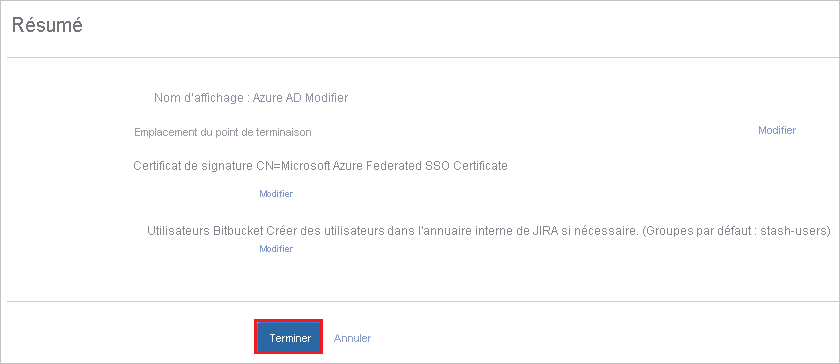 Résumé
Nom d'affichage : Azure AD Modifier
Emplacement du point de terminaison Modifier
Certificat de signature CN=Microsoft Azure Federated SSO Certificate
Modifier
Utilisateurs Bitbucket Créer des utilisateurs dans l'annuaire interne de JIRA si nécessaire. (Groupes par défaut : stash-users)
Modifier
Terminer Annuler